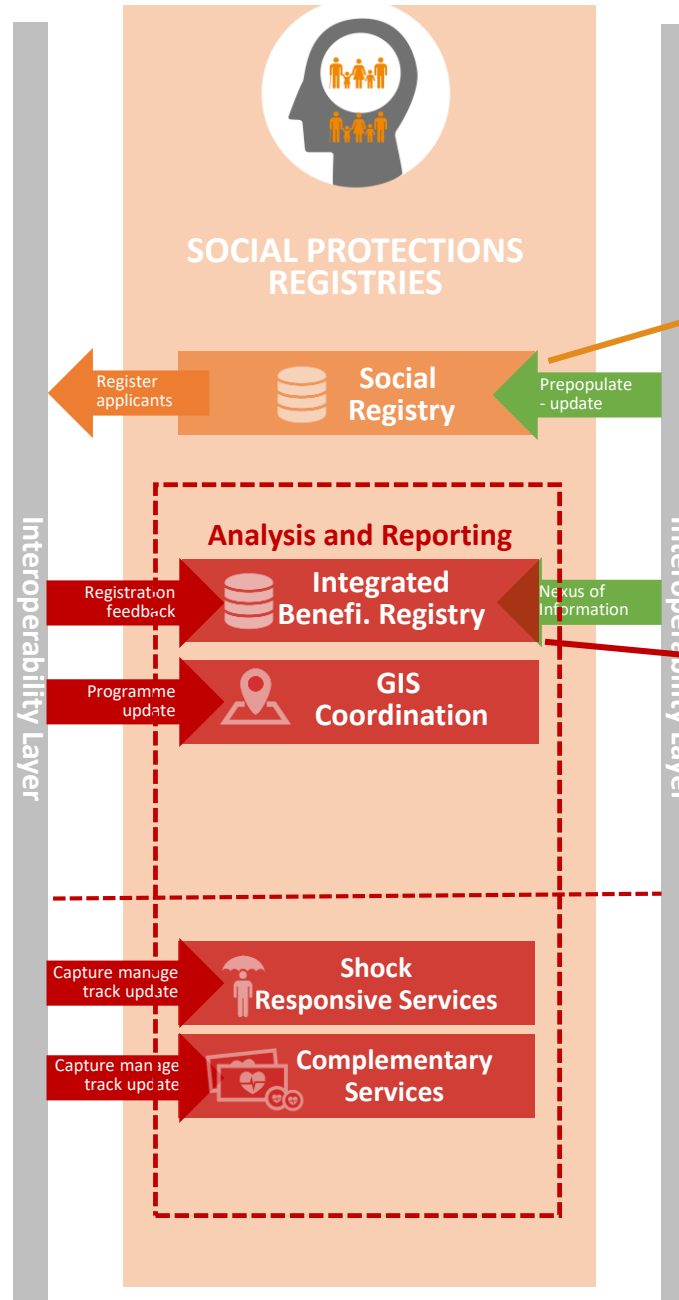 SOCIAL PROTECTIONS
REGISTRIES
Register
applicants
Social
Registry
Prepopulate
- update
Analysis and Reporting
Registration
feedback
Integrated
Benefi. Registry
Nexus of
Information
Programme
update
GIS
Coordination
Interoperability Layer
Interoperability Layer
Capture manage
track update
Shock
Responsive Services
Capture manage
track update
Complementary
Services